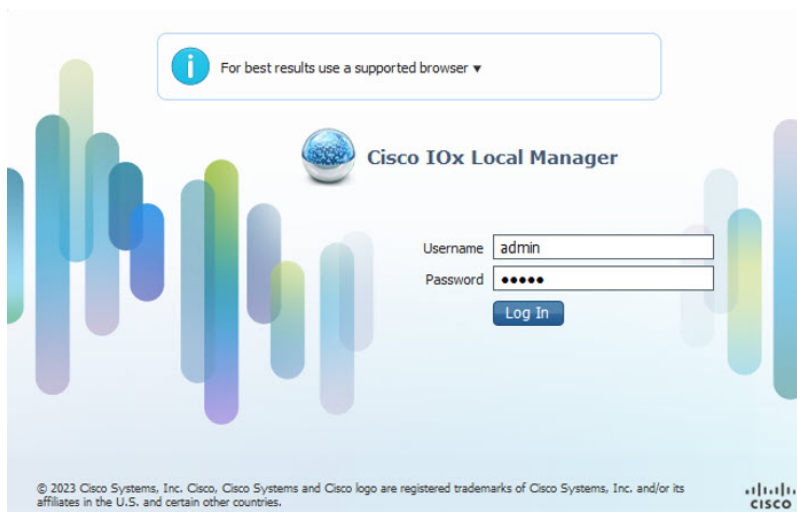 i
For best results use a supported browser ▼
Cisco IOx Local Manager
Username admin
Password ●●●●●
Log In
© 2023 Cisco Systems, Inc. Cisco, Cisco Systems and Cisco logo are registered trademarks of Cisco Systems, Inc. and/or its
affiliates in the U.S. and certain other countries.
CISCO